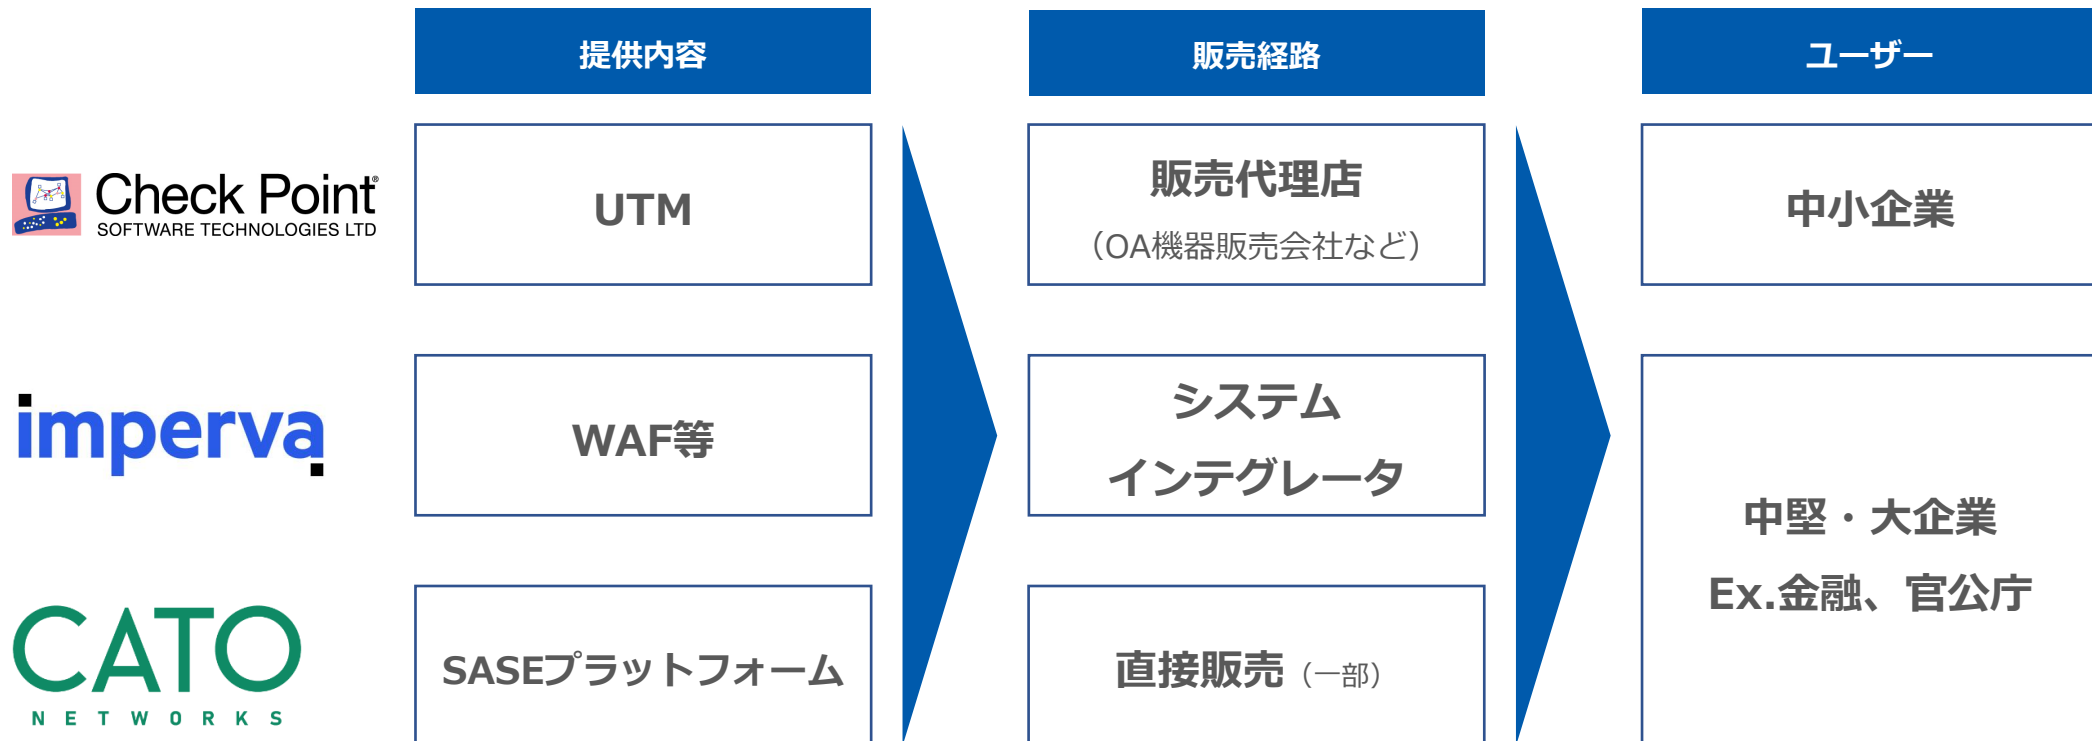 提供内容
販売経路
ユーザー
Check Point®
SOFTWARE TECHNOLOGIES LTD
UTM
販売代理店
（OA機器販売会社など）
中小企業
imperva
WAF等
システム
インテグレータ
中堅・大企業
Ex.金融、官公庁
CATO
NETWORKS
SASEプラットフォーム
直接販売（一部）